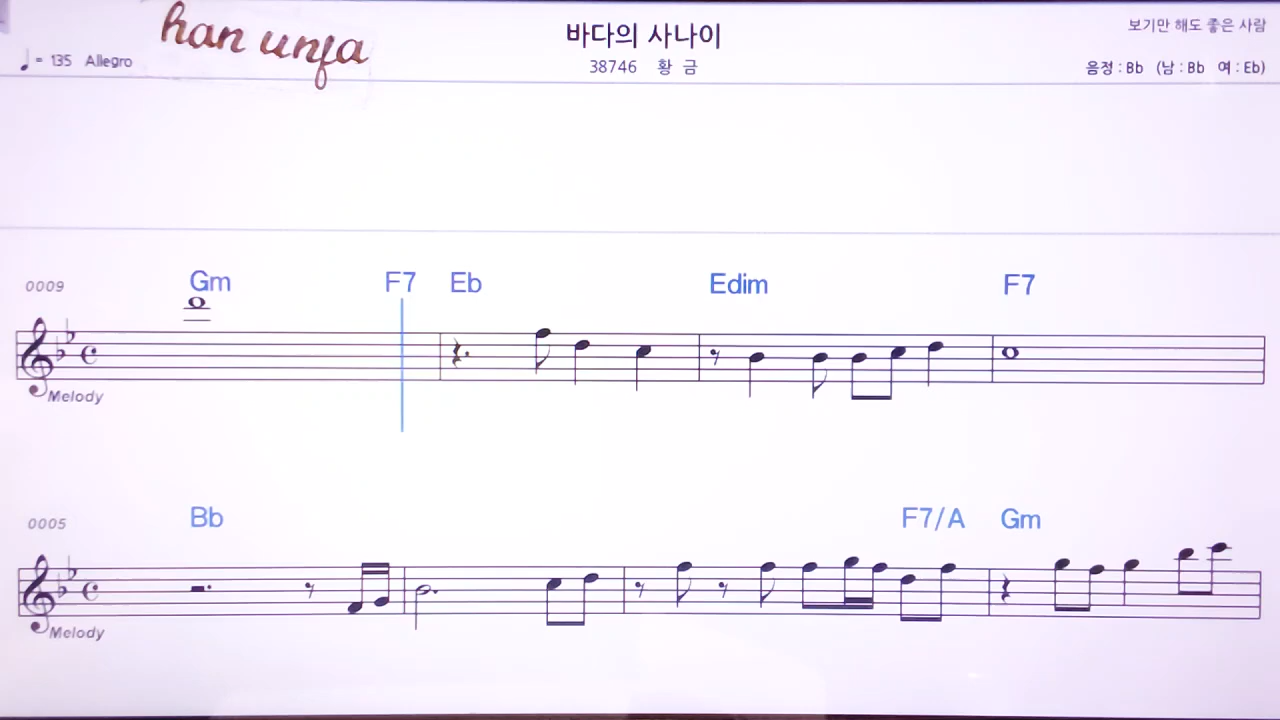 han unja
바다의 사나이
보기만 해도 좋은 사람
♩ = 135 Allegro
38746 황 금
음정 : Bb (남 : Bb 여 : Eb)
0009 Gm F7 Eb Edim F7
Melody
0005 Bb F7/A Gm
Melody